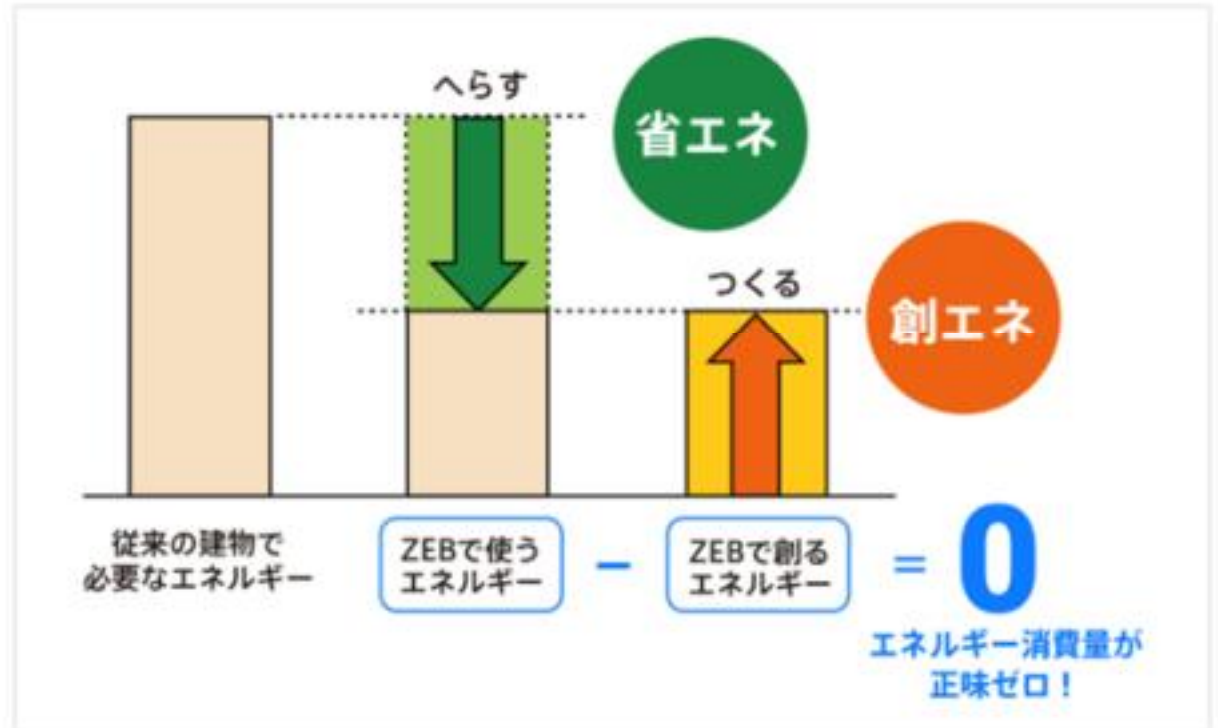 へらす
省エネ
つくる
創エネ
従来の建物で
必要なエネルギー
ZEBで使う
エネルギー
−
ZEBで創る
エネルギー
= 0
エネルギー消費量が
正味ゼロ！